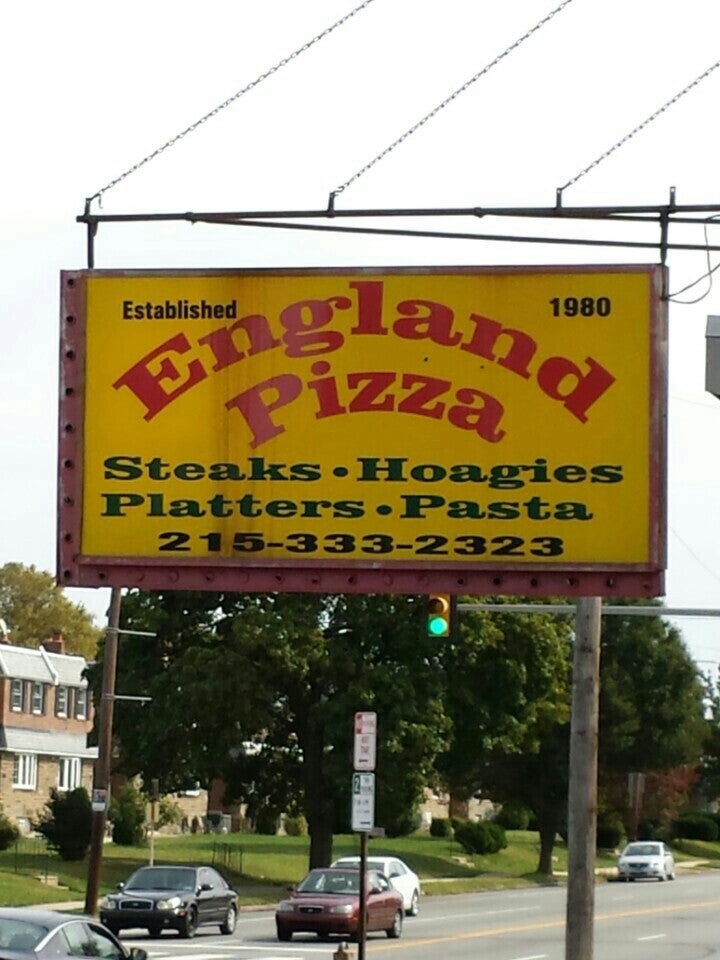 Established 1980
England
Pizza
Steaks • Hoagies
Platters • Pasta
215-333-2323